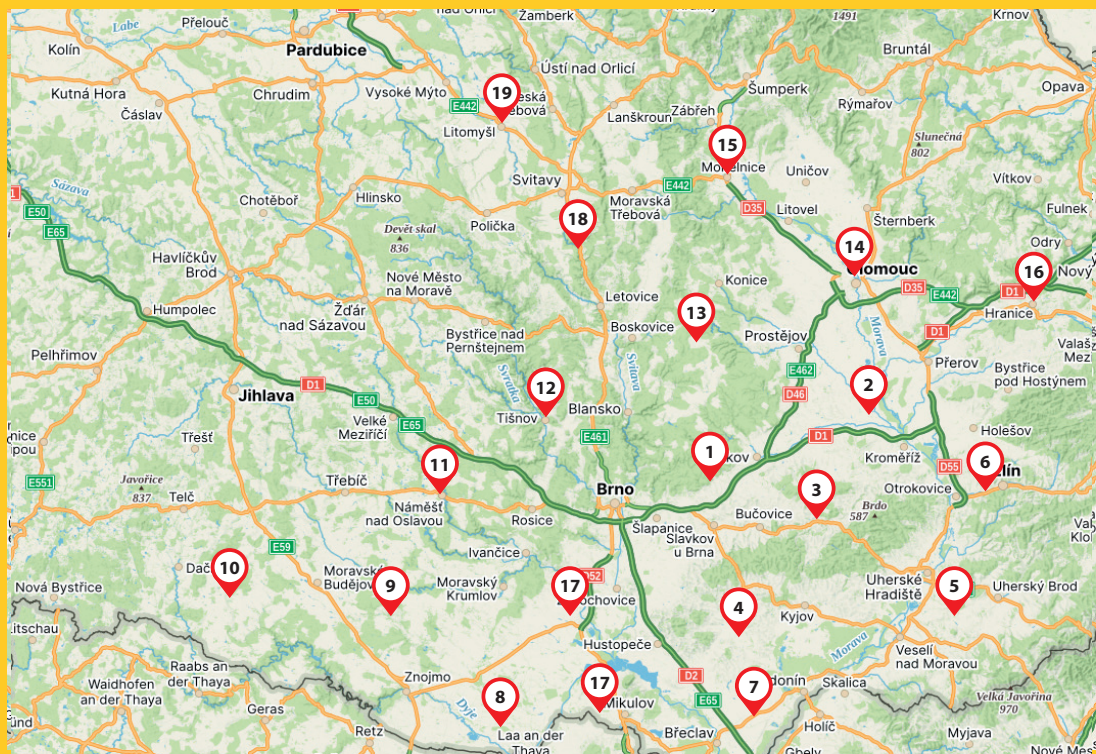 Labe
Přelouč
nad Orlicí
Žamberk
1491
Krnov
Kolín
Pardubice
Bruntál
Ústí nad Orlicí
Kutná Hora
Chrudim
Vysoké Mýto
Šumperk
Opava
19
Čáslav
E442
Česká
Třebová
Lanškroun
Zábřeh
Rýmařov
Litomyšl
Slunečná
802
15
Mohelnice
Uničov
Svitavy
E442
Vítkov
Sázava
Hlinsko
Moravská
Třebová
D35
Litovel
Šternberk
Fulnek
E50
Chotěboř
Polička
18
E65
Devět skal
836
14
Odry
Havlíčkův
Brod
Olomouc
Nové Město
na Moravě
Konice
D35
E442
16
Nový
D1
Letovice
13
Hranice
Humpolec
Žďár
nad Sázavou
Bystřice nad
Pernštejnem
Boskovice
Prostějov
Morava
D1
Pelhřimov
Svitava
Přerov
Svratka
E462
Bystřice
pod Hostýnem
Jihlava
D1
2
12
D46
E50
Blansko
Tišnov
Velké
Meziříčí
E65
E461
D1
Holešov
Třešť
1
Kroměříž
11
6
D55
E551
Javořice
837
Třebíč
Brno
3
Otrokovice
Telč
Náměšť
nad Oslavou
Rosice
Bučovice
Brdo
587
Šlapanice
Slavkov
u Brna
Ivančice
E59
10
Moravské
Budějovice
9
Moravský
Krumlov
D52
17
Uherské
Hradiště
5
Uherský Brod
Nová Bystřice
4
Kyjov
Litschau
Hustopeče
Morava
Veselí
nad Moravou
Raabs an
der Thaya
Waidhofen
an der Thaya
D2
7
Skalica
Znojmo
8
17
Mikulov
E65
Velká Javořina
970
Geras
Dyje
Holíč
Retz
Laa an der
Thaya
Břeclav
Myjava
Gbely
Nové Mes